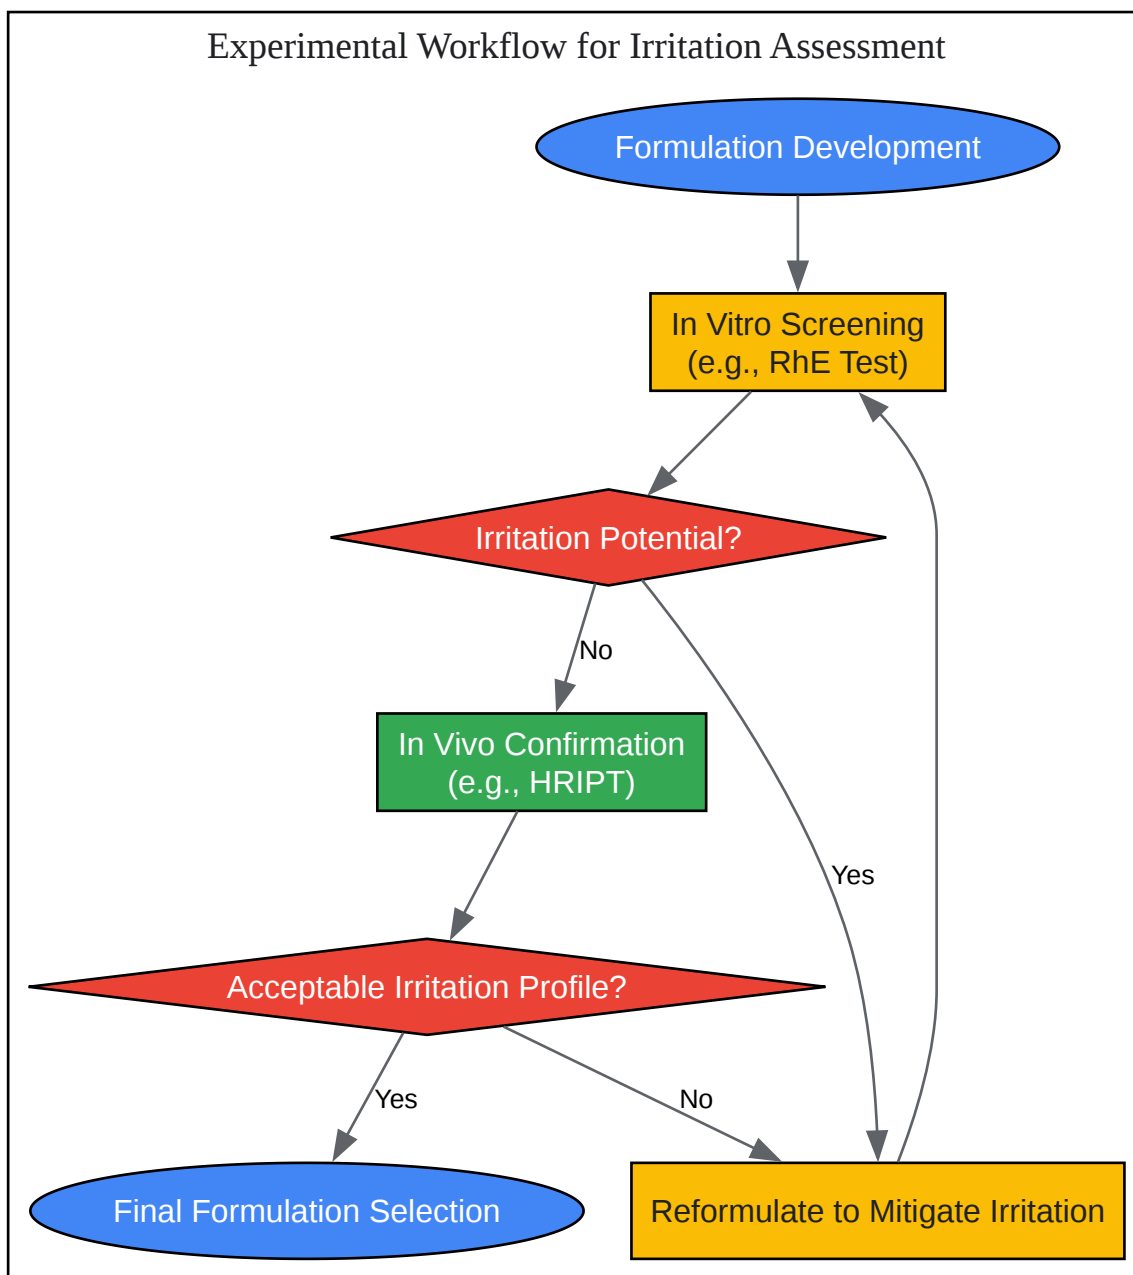 Experimental Workflow for Irritation Assessment
Formulation Development
In Vitro Screening
(e.g., RhE Test)
Irritation Potential?
No
In Vivo Confirmation
(e.g., HRIPT)
Yes
Acceptable Irritation Profile?
Yes
No
Final Formulation Selection
Reformulate to Mitigate Irritation